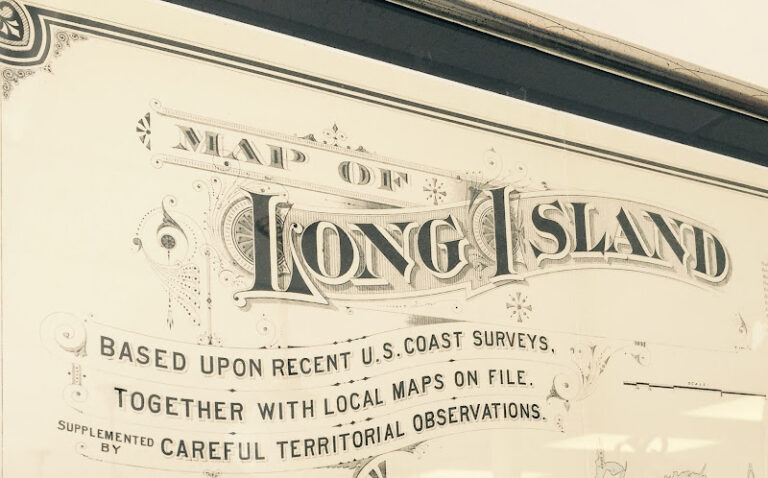 MAP OF
LONG ISLAND
BASED UPON RECENT U.S. COAST SURVEYS,
TOGETHER WITH LOCAL MAPS ON FILE,
SUPPLEMENTED BY CAREFUL TERRITORIAL OBSERVATIONS.
SCALE